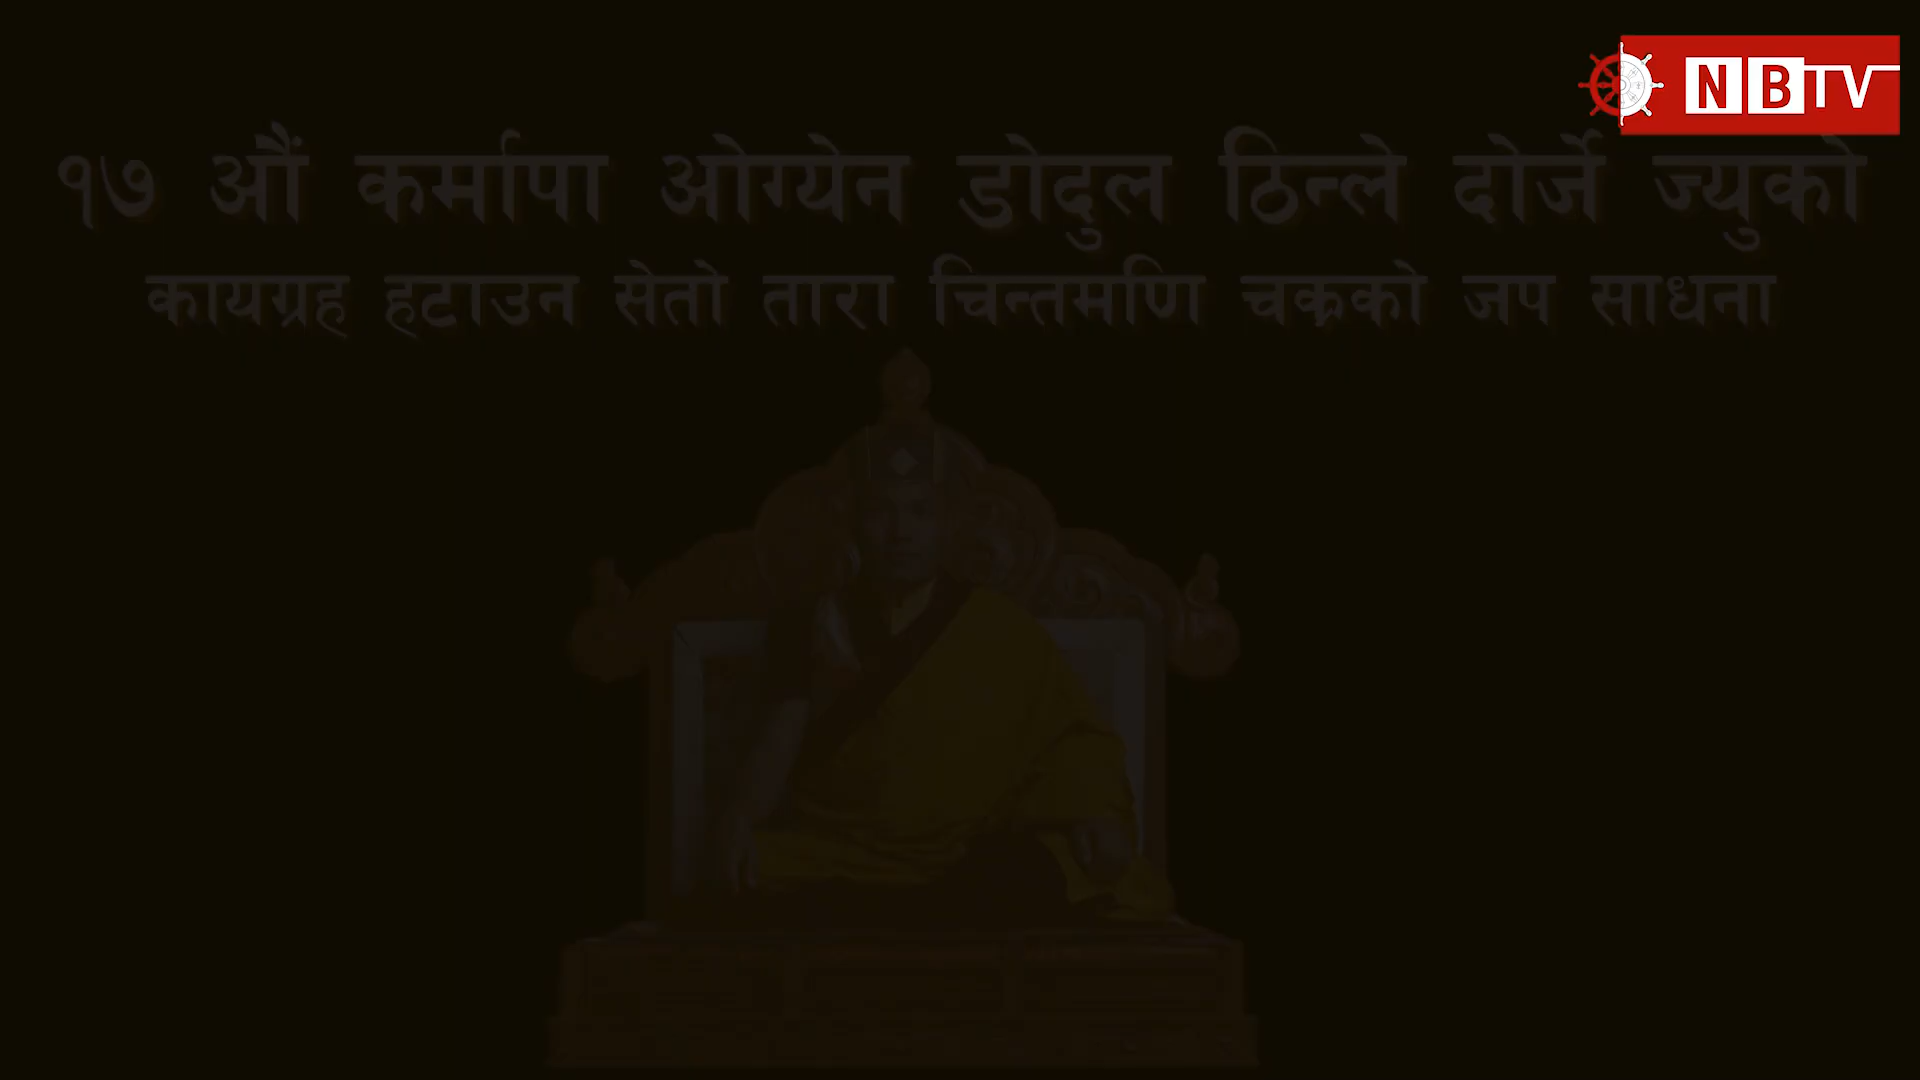 NBTV
१७ औं कर्मापा ओग्येन डोदुल ठिन्ले दोर्जे ज्युको
कायग्रह हटाउन सेतो तारा चिन्तमणि चक्रको जप साधना